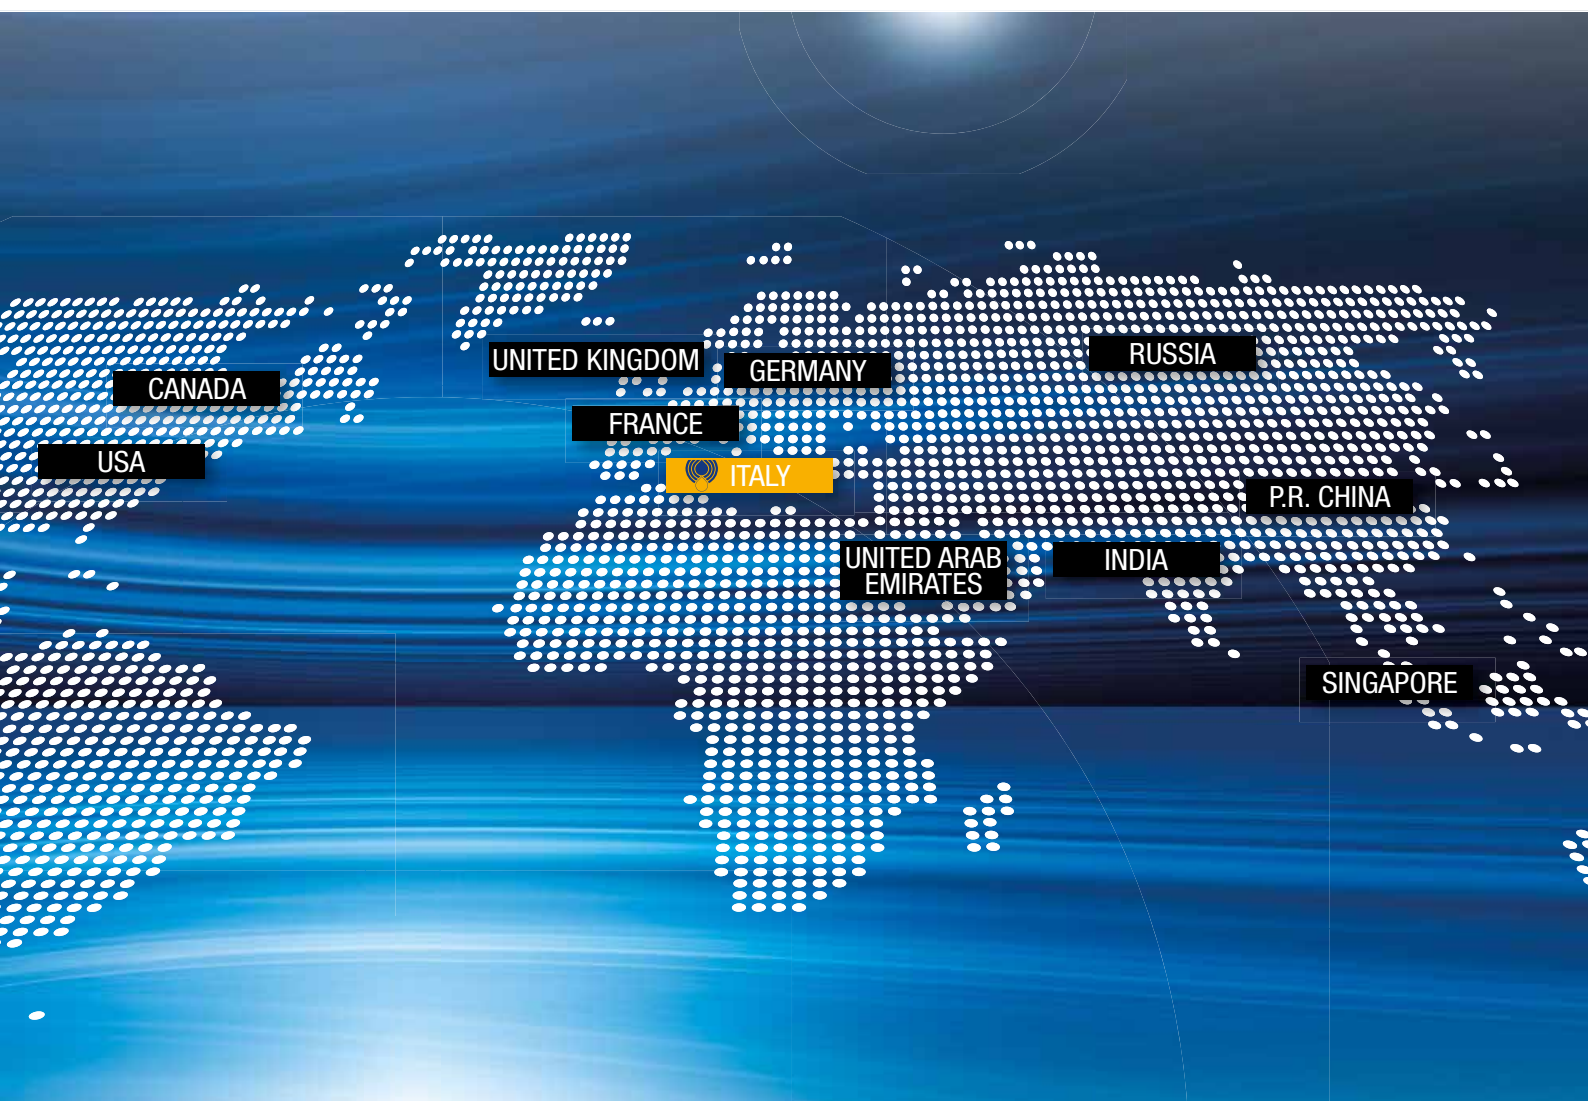 UNITED KINGDOM
GERMANY
RUSSIA
CANADA
FRANCE
USA
ITALY
P.R. CHINA
UNITED ARAB
EMIRATES
INDIA
SINGAPORE